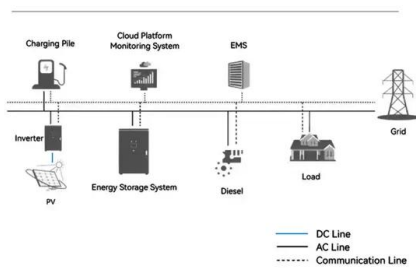 Charging Pile
Cloud Platform
Monitoring System
EMS
Grid
Inverter
PV
Energy Storage System
Diesel
Load
DC Line
AC Line
Communication Line